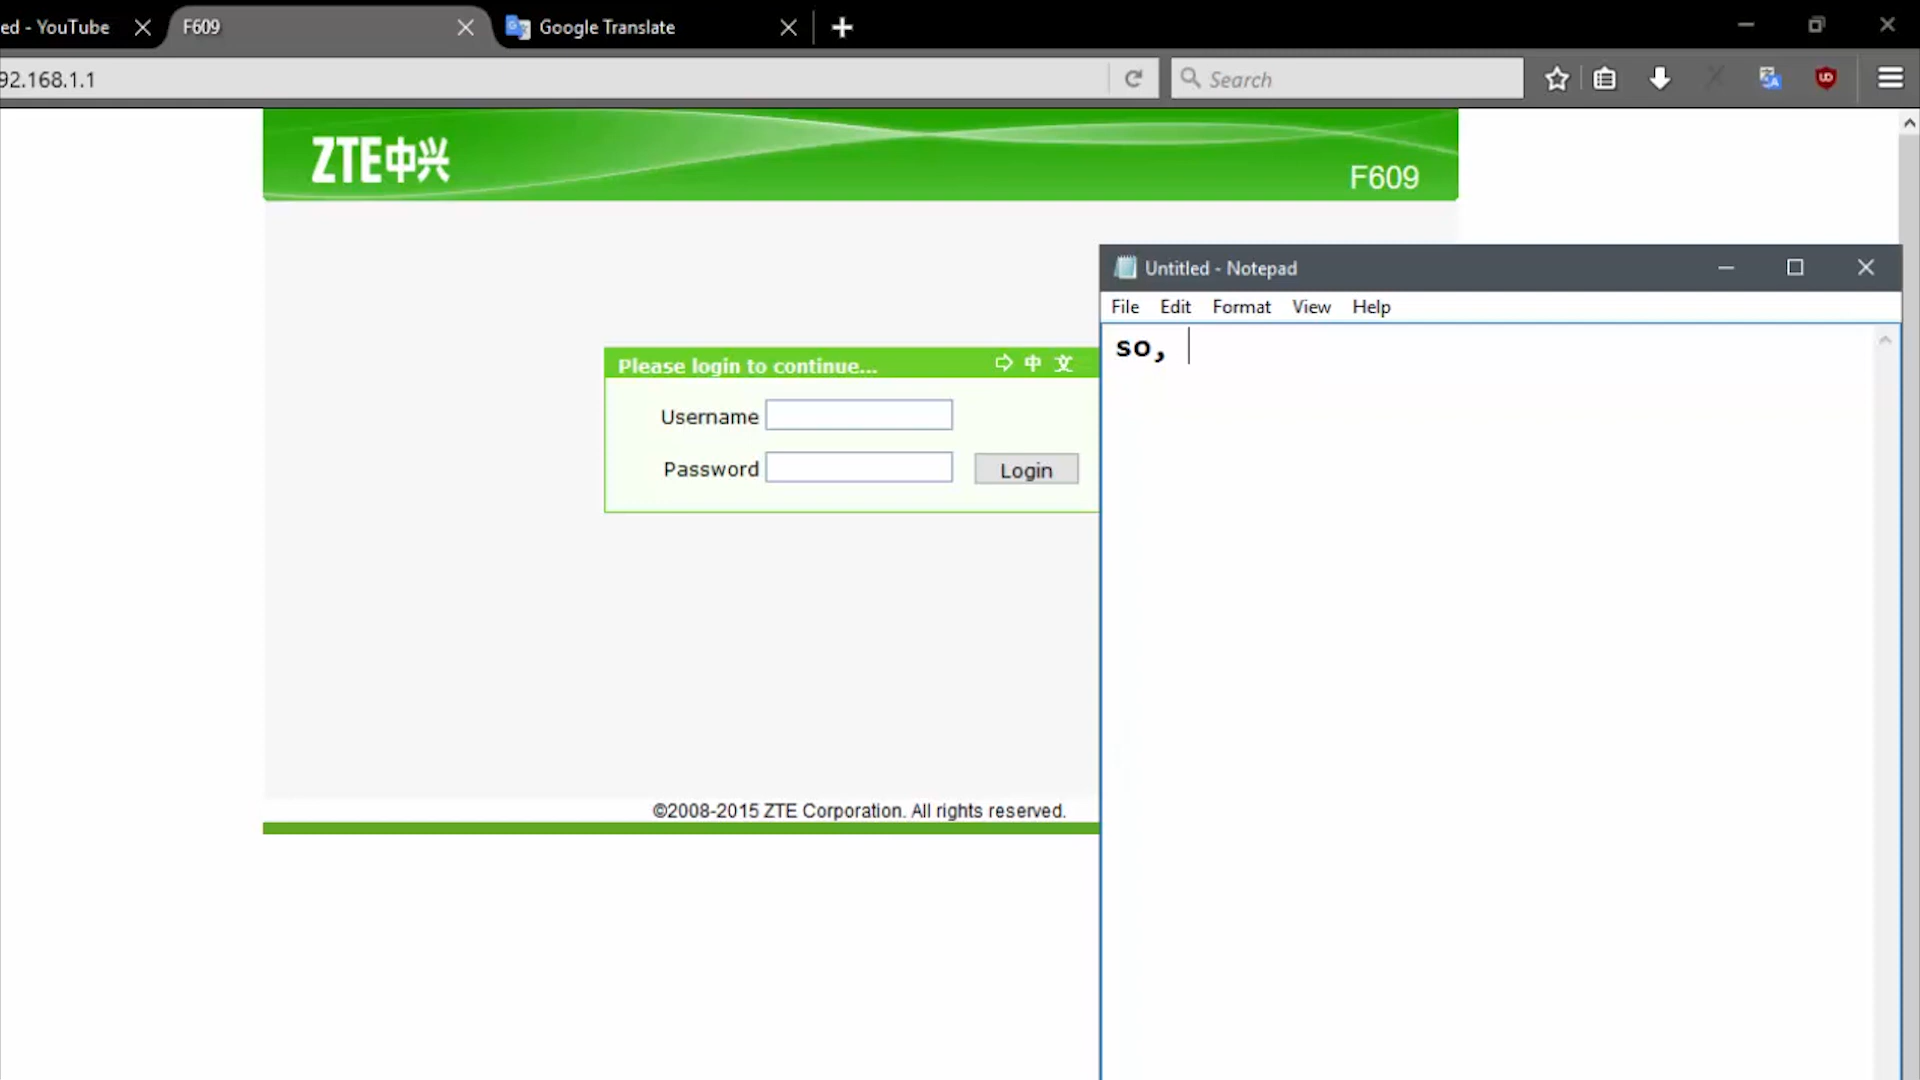 ed - YouTube
F609
Google Translate
92.168.1.1
Search
ZTE中兴
F609
Untitled - Notepad
File Edit Format View Help
so,
Please login to continue...
中 文
Username
Password
Login
©2008-2015 ZTE Corporation. All rights reserved.